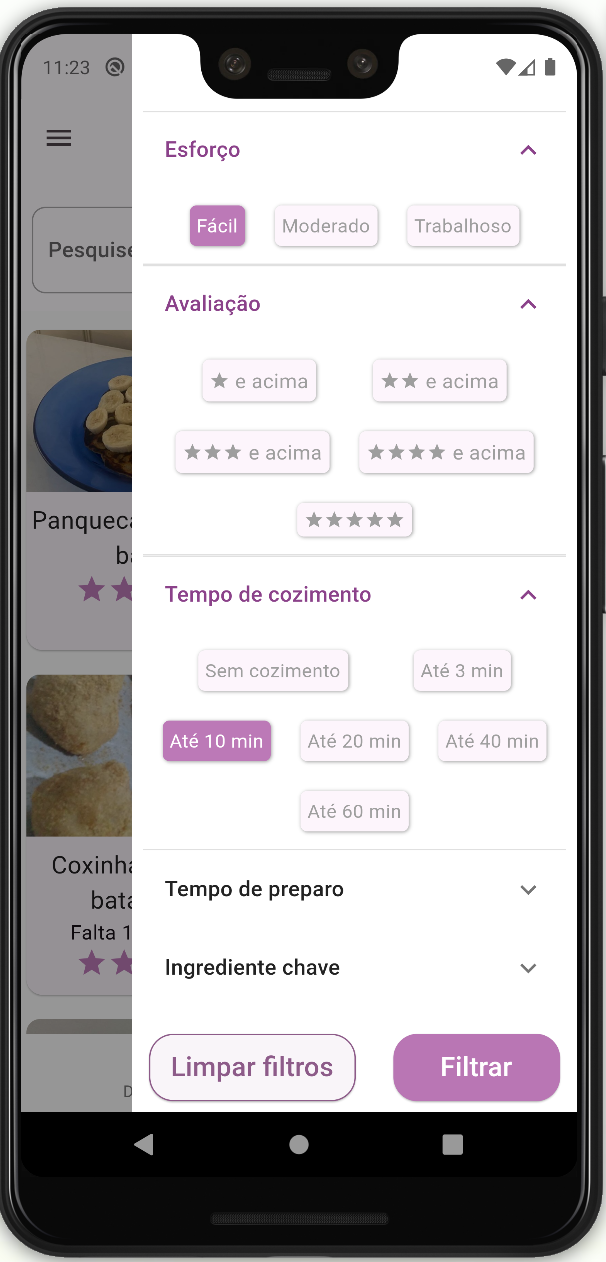 11:23
Esforço
Fácil Moderado Trabalhoso
Pesquise
Avaliação
★ e acima ★★ e acima
★★★ e acima ★★★★ e acima
★★★★★
Panqueca
ba
Tempo de cozimento
Sem cozimento Até 3 min
Até 10 min Até 20 min Até 40 min
Até 60 min
Coxinha
bata
Falta 1
Tempo de preparo
Ingrediente chave
Limpar filtros Filtrar
D